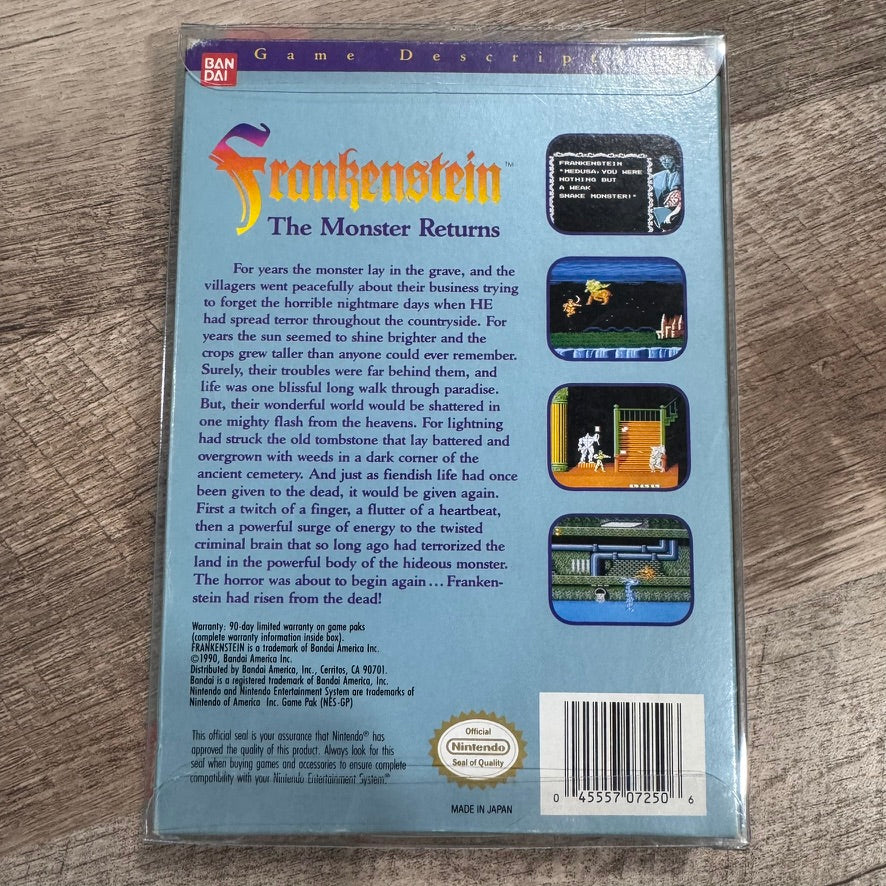 BAN
DAI
Game Descript
Frankenstein™
The Monster Returns
For years the monster lay in the grave, and the
villagers went peacefully about their business trying
to forget the horrible nightmare days when HE
had spread terror throughout the countryside. For
years the sun seemed to shine brighter and the
crops grew taller than anyone could ever remember.
Surely, their troubles were far behind them, and
life was one blissful long walk through paradise.
But, their wonderful world would be shattered in
one mighty flash from the heavens. For lightning
had struck the old tombstone that lay battered and
overgrown with weeds in a dark corner of the
ancient cemetery. And just as fiendish life had once
been given to the dead, it would be given again.
First a twitch of a finger, a flutter of a heartbeat,
then a powerful surge of energy to the twisted
criminal brain that so long ago had terrorized the
land in the powerful body of the hideous monster.
The horror was about to begin again... Franken-
stein had risen from the dead!
FRANKENSTEIN
"MEDUSA, YOU WERE
NOTHING BUT
A WEAK
SNAKE MONSTER!"
Warranty: 90-day limited warranty on game paks
(complete warranty information inside box).
FRANKENSTEIN is a trademark of Bandai America Inc.
©1990, Bandai America Inc.
Distributed by Bandai America, Inc., Cerritos, CA 90701.
Bandai is a registered trademark of Bandai America, Inc.
Nintendo and Nintendo Entertainment System are trademarks of
Nintendo of America Inc. Game Pak (NES-GP)
This official seal is your assurance that Nintendo® has
approved the quality of this product. Always look for this
seal when buying games and accessories to ensure complete
compatibility with your Nintendo Entertainment System.®
Official
Nintendo
Seal of Quality
MADE IN JAPAN
0 45557 07250 6